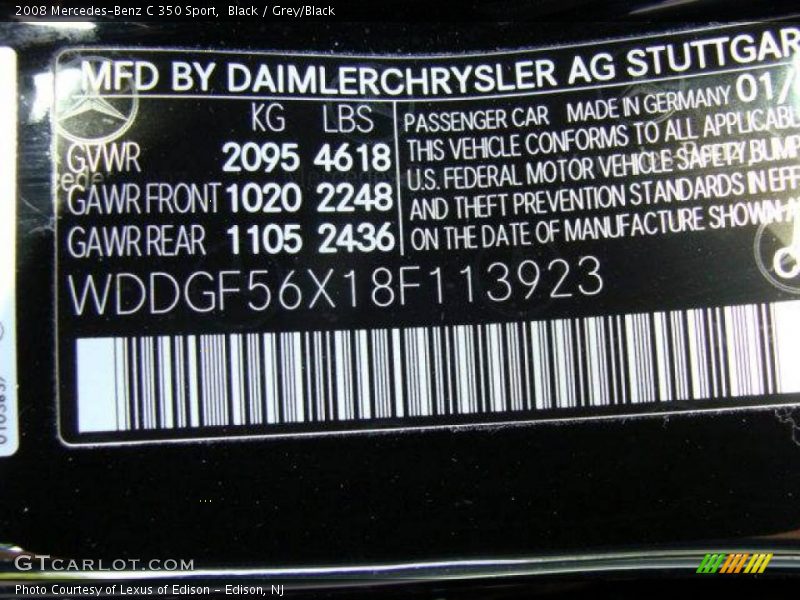 2008 Mercedes-Benz C 350 Sport,  Black / Grey/Black
MFD BY DAIMLERCHRYSLER AG STUTTGAR
KG LBS
GVWR 2095 4618
GAWR FRONT 1020 2248
GAWR REAR 1105 2436
PASSENGER CAR MADE IN GERMANY 01/
THIS VEHICLE CONFORMS TO ALL APPLICABL
U.S. FEDERAL MOTOR VEHICLE SAFETY, BUMP
AND THEFT PREVENTION STANDARDS IN EFF
ON THE DATE OF MANUFACTURE SHOWN A
WDDGF56X18F113923
GTCARLOT.COM
Photo Courtesy of Lexus of Edison - Edison, NJ